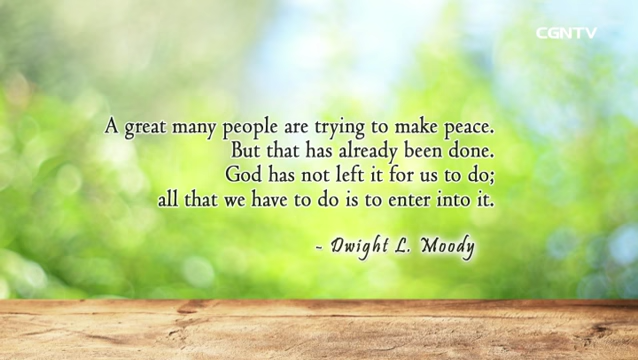 CGNTV
A great many people are trying to make peace.
But that has already been done.
God has not left it for us to do;
all that we have to do is to enter into it.
~ Dwight L. Moody